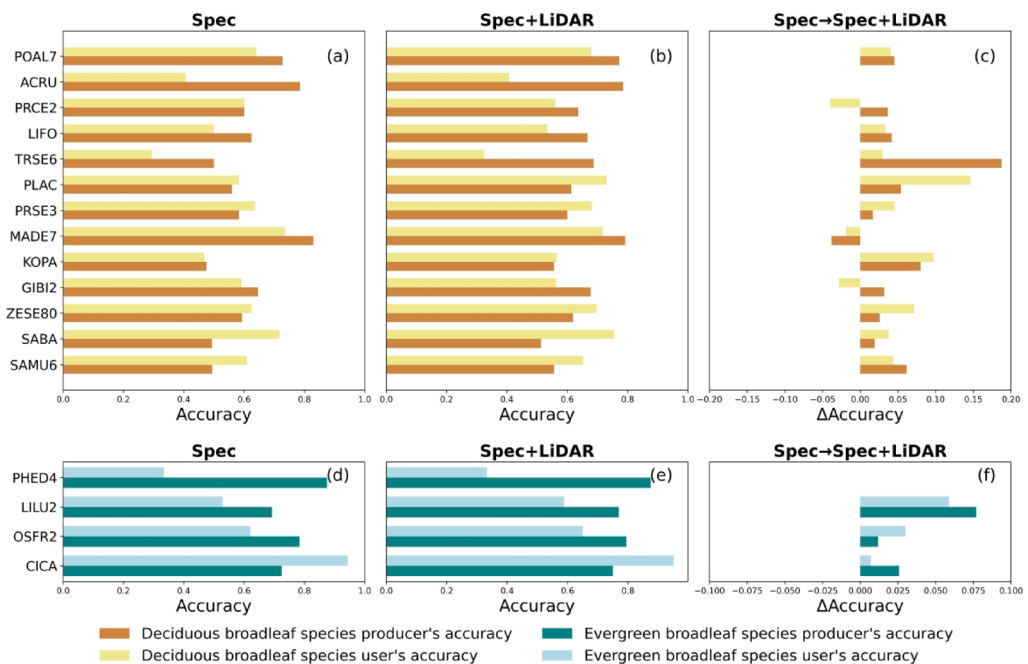 Spec
Spec+LiDAR
Spec→Spec+LiDAR
(a)
(b)
(c)
POAL7
ACRU
PRCE2
LIFO
TRSE6
PLAC
PRSE3
MADE7
KOPA
GIBI2
ZESE80
SABA
SAMU6
0.0 0.2 0.4 0.6 0.8 1.0
0.0 0.2 0.4 0.6 0.8 1.0
−0.20 −0.15 −0.10 −0.05 0.00 0.05 0.10 0.15 0.20
Accuracy
Accuracy
ΔAccuracy
Spec
Spec+LiDAR
Spec→Spec+LiDAR
(d)
(e)
(f)
PHED4
LILU2
OSFR2
CICA
0.0 0.2 0.4 0.6 0.8 1.0
0.0 0.2 0.4 0.6 0.8 1.0
−0.100 −0.075 −0.050 −0.025 0.000 0.025 0.050 0.075 0.100
Accuracy
Accuracy
ΔAccuracy
Deciduous broadleaf species producer's accuracy
Deciduous broadleaf species user's accuracy
Evergreen broadleaf species producer's accuracy
Evergreen broadleaf species user's accuracy